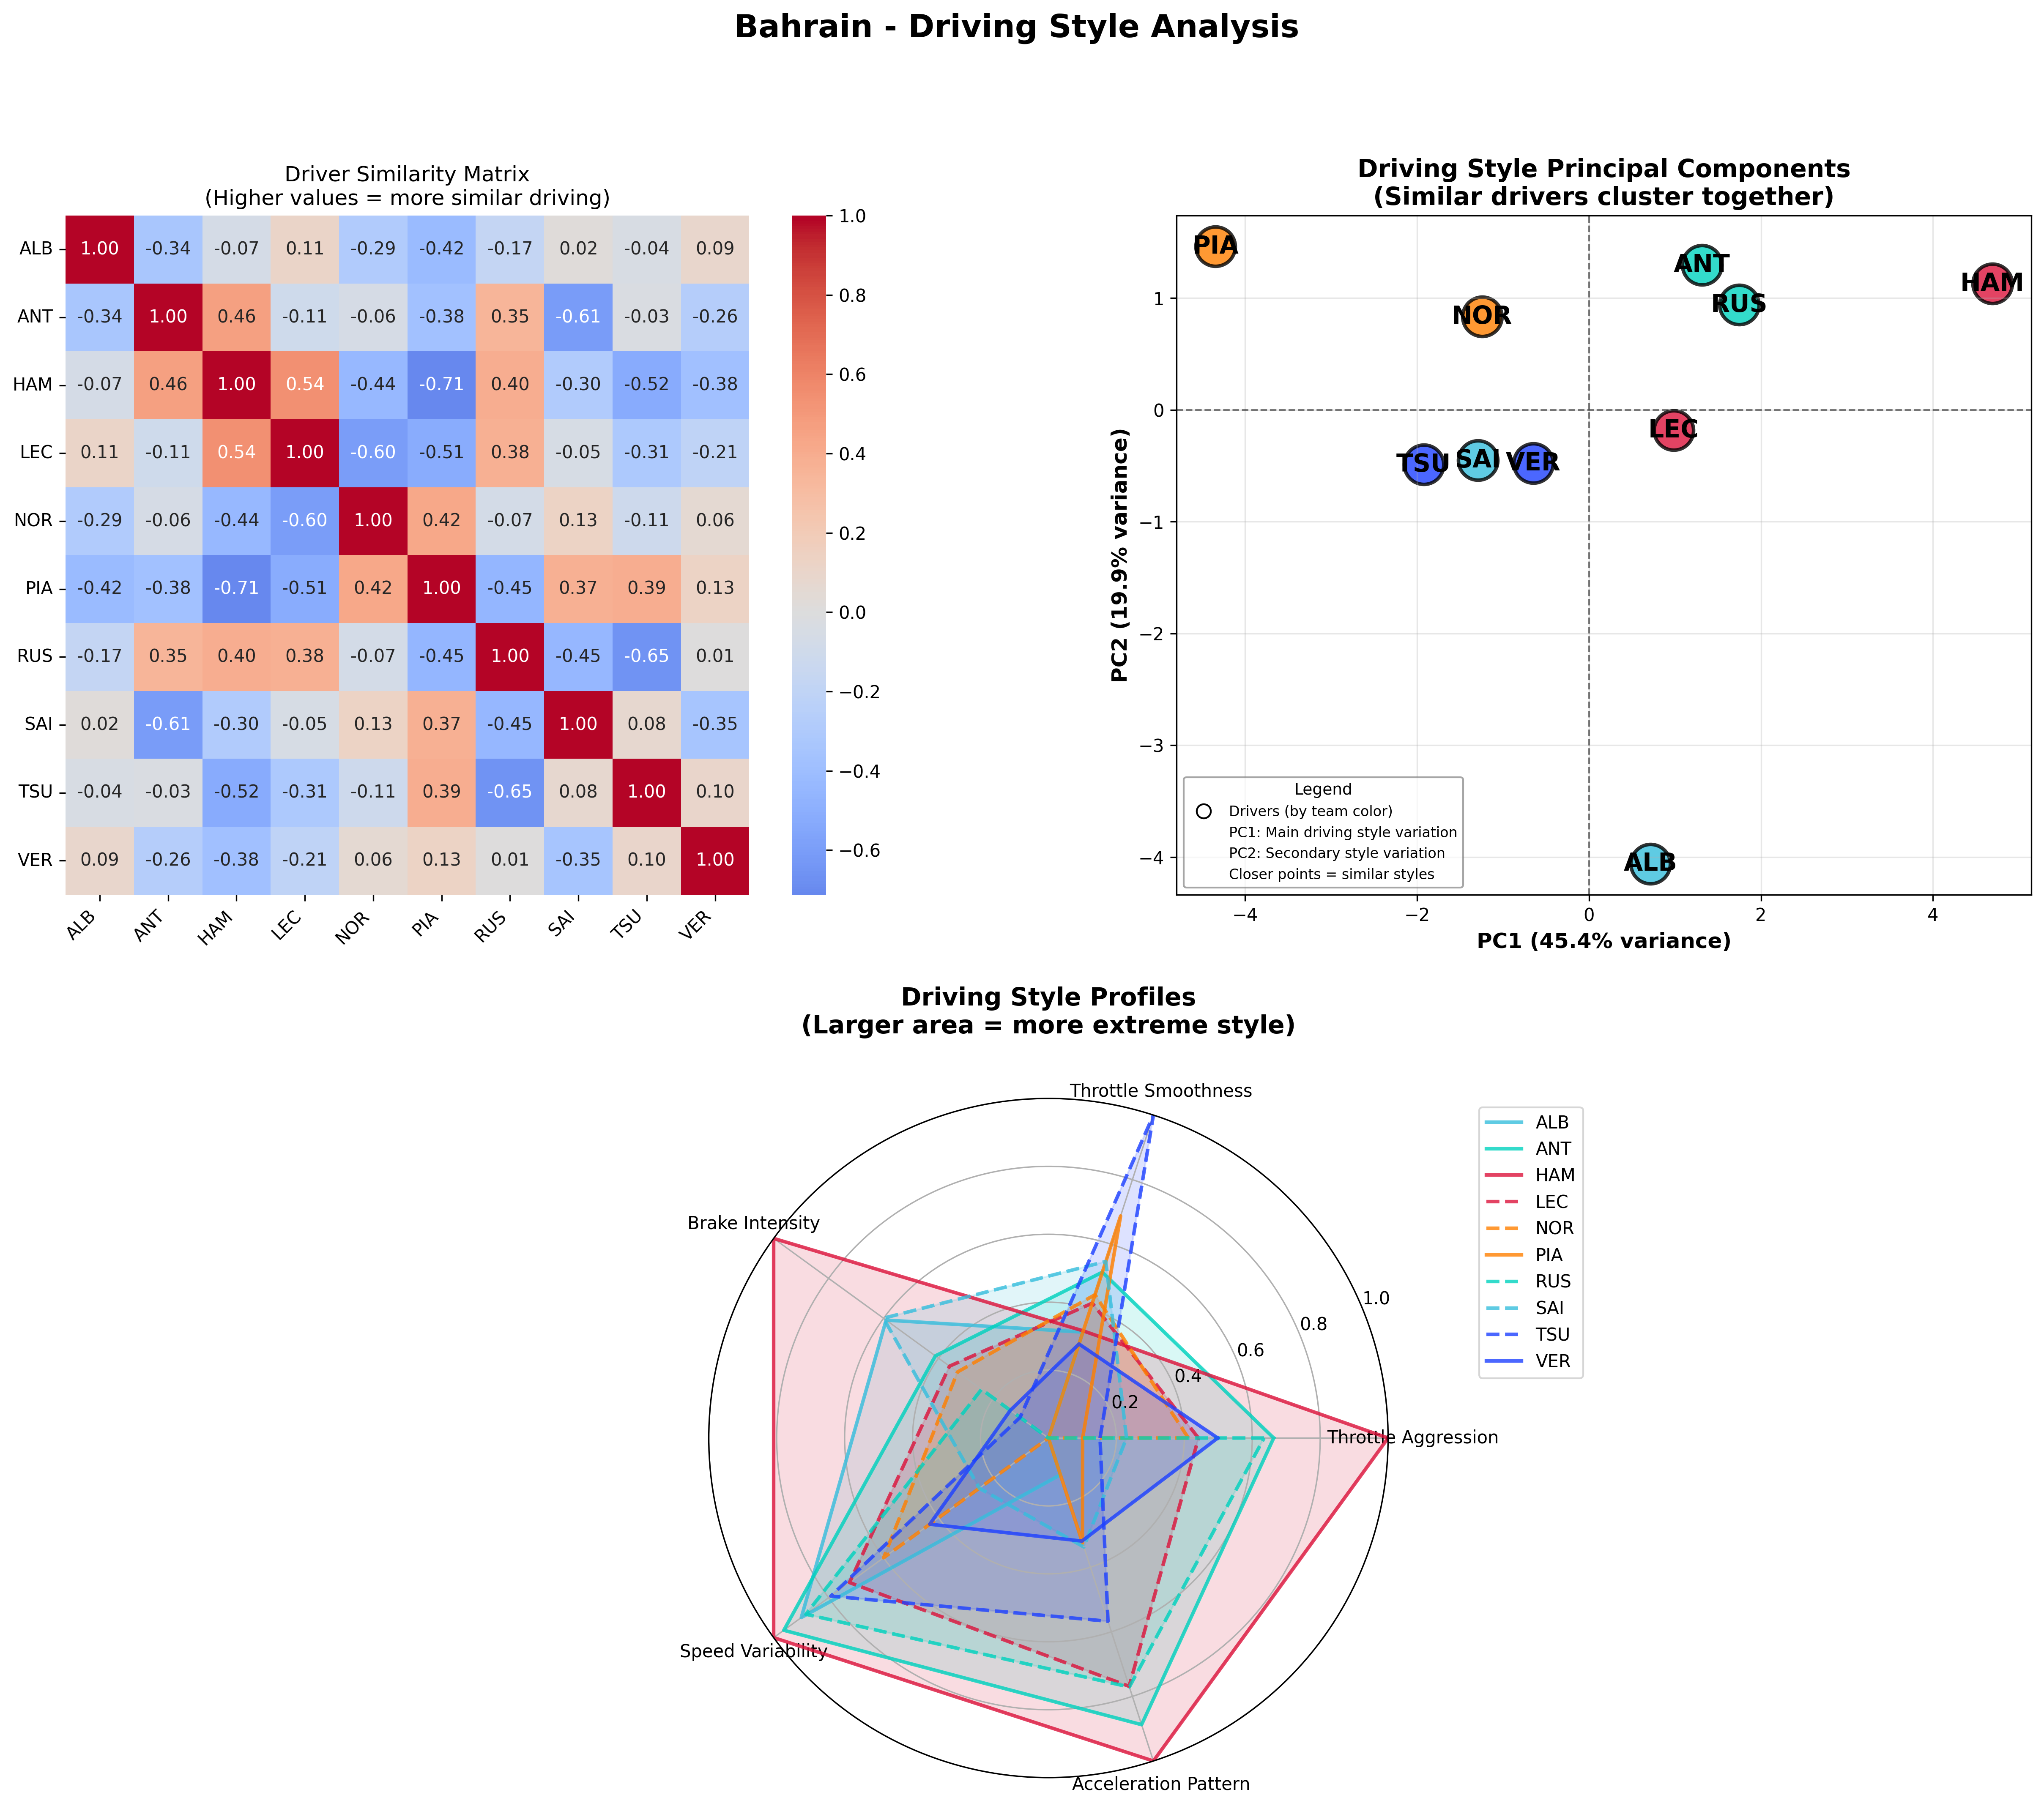 Bahrain - Driving Style Analysis
Driver Similarity Matrix
(Higher values = more similar driving)
ALB 1.00 -0.34 -0.07 0.11 -0.29 -0.42 -0.17 0.02 -0.04 0.09
ANT -0.34 1.00 0.46 -0.11 -0.06 -0.38 0.35 -0.61 -0.03 -0.26
HAM -0.07 0.46 1.00 0.54 -0.44 -0.71 0.40 -0.30 -0.52 -0.38
LEC 0.11 -0.11 0.54 1.00 -0.60 -0.51 0.38 -0.05 -0.31 -0.21
NOR -0.29 -0.06 -0.44 -0.60 1.00 0.42 -0.07 0.13 -0.11 0.06
PIA -0.42 -0.38 -0.71 -0.51 0.42 1.00 -0.45 0.37 0.39 0.13
RUS -0.17 0.35 0.40 0.38 -0.07 -0.45 1.00 -0.45 -0.65 0.01
SAI 0.02 -0.61 -0.30 -0.05 0.13 0.37 -0.45 1.00 0.08 -0.35
TSU -0.04 -0.03 -0.52 -0.31 -0.11 0.39 -0.65 0.08 1.00 0.10
VER 0.09 -0.26 -0.38 -0.21 0.06 0.13 0.01 -0.35 0.10 1.00
ALB ANT HAM LEC NOR PIA RUS SAI TSU VER
1.0
0.8
0.6
0.4
0.2
0.0
−0.2
−0.4
−0.6
Driving Style Principal Components
(Similar drivers cluster together)
PC2 (19.9% variance)
1
0
−1
−2
−3
−4
PIA
ANT
HAM
RUS
NOR
LEC
TSU SAI VER
ALB
Legend
Drivers (by team color)
PC1: Main driving style variation
PC2: Secondary style variation
Closer points = similar styles
−4 −2 0 2 4
PC1 (45.4% variance)
Driving Style Profiles
(Larger area = more extreme style)
Throttle Smoothness
Brake Intensity
Throttle Aggression
Speed Variability
Acceleration Pattern
1.0
0.8
0.6
0.4
0.2
ALB
ANT
HAM
LEC
NOR
PIA
RUS
SAI
TSU
VER